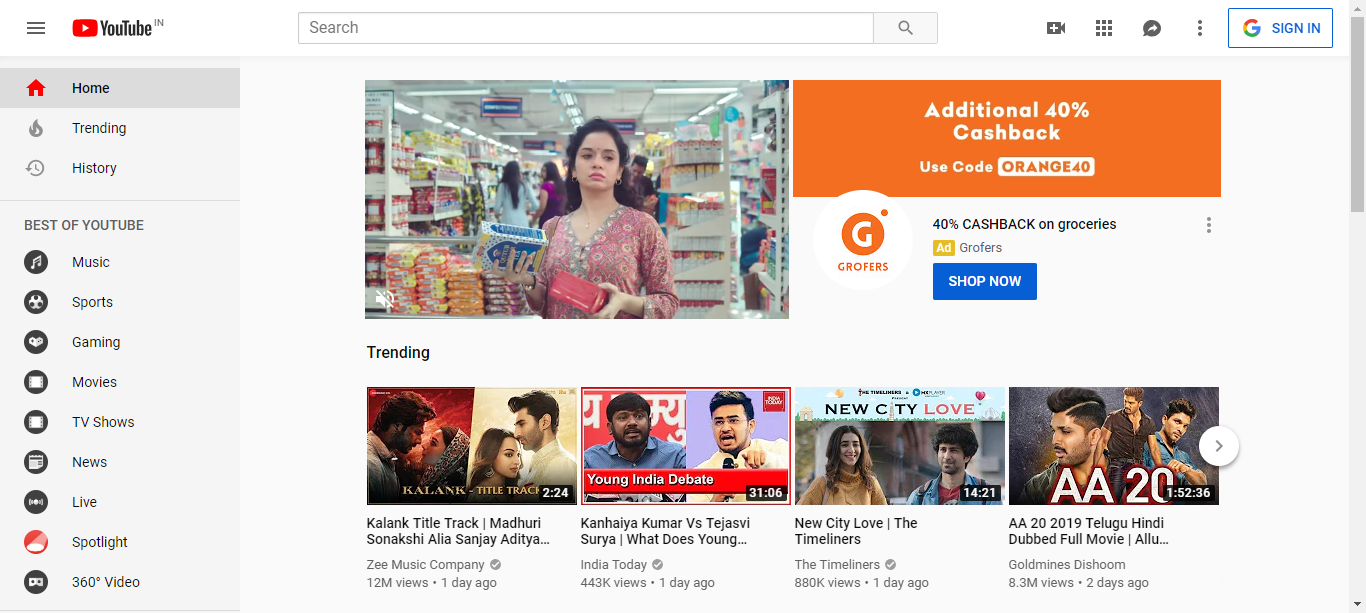 YouTube IN
Search
SIGN IN
Home
Trending
History
BEST OF YOUTUBE
Music
Sports
Gaming
Movies
TV Shows
News
Live
Spotlight
360° Video
Additional 40%
Cashback
Use Code ORANGE40
G
GROFERS
40% CASHBACK on groceries
Ad Grofers
SHOP NOW
Trending
KALANK - TITLE TRACK
2:24
Kalank Title Track | Madhuri
Sonakshi Alia Sanjay Aditya...
Zee Music Company
12M views • 1 day ago
INDIA
TODAY
Young India Debate
31:06
Kanhaiya Kumar Vs Tejasvi
Surya | What Does Young...
India Today
443K views • 1 day ago
THE TIMELINERS & MXPLAYER
NEW CITY LOVE
14:21
New City Love | The
Timeliners
The Timeliners
880K views • 1 day ago
AA 20
1:52:36
AA 20 2019 Telugu Hindi
Dubbed Full Movie | Allu...
Goldmines Dishoom
8.3M views • 2 days ago